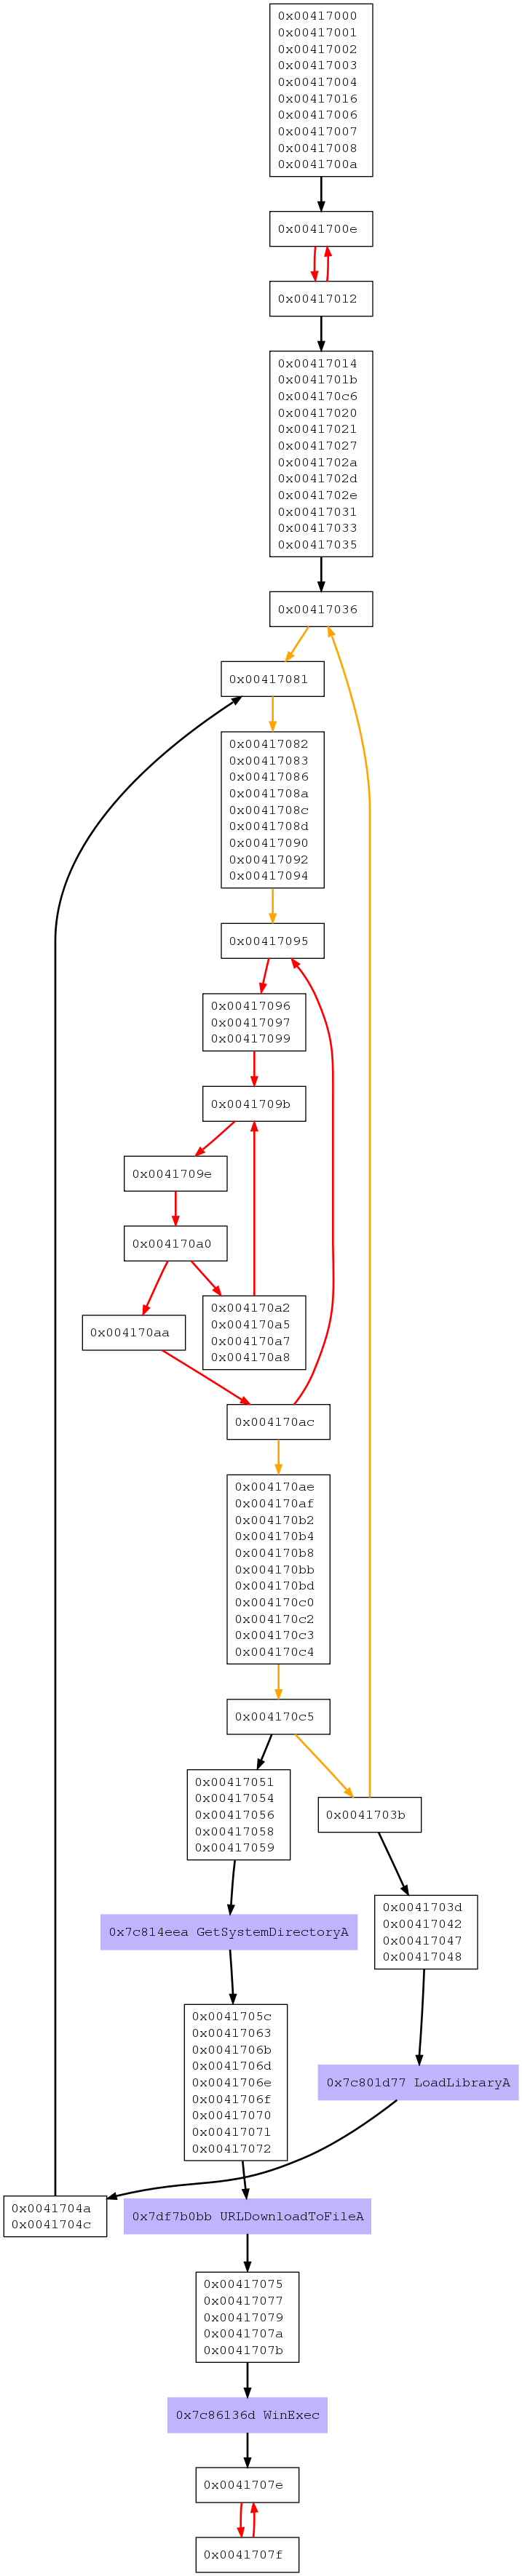 0x00417000
0x00417001
0x00417002
0x00417003
0x00417004
0x00417016
0x00417006
0x00417007
0x00417008
0x0041700a
0x0041700e
0x00417012
0x00417014
0x0041701b
0x004170c6
0x00417020
0x00417021
0x00417027
0x0041702a
0x0041702d
0x0041702e
0x00417031
0x00417033
0x00417035
0x00417036
0x00417081
0x00417082
0x00417083
0x00417086
0x0041708a
0x0041708c
0x0041708d
0x00417090
0x00417092
0x00417094
0x00417095
0x00417096
0x00417097
0x00417099
0x0041709b
0x0041709e
0x004170a0
0x004170aa
0x004170a2
0x004170a5
0x004170a7
0x004170a8
0x004170ac
0x004170ae
0x004170af
0x004170b2
0x004170b4
0x004170b8
0x004170bb
0x004170bd
0x004170c0
0x004170c2
0x004170c3
0x004170c4
0x004170c5
0x00417051
0x00417054
0x00417056
0x00417058
0x00417059
0x0041703b
0x0041703d
0x00417042
0x00417047
0x00417048
0x7c814eea GetSystemDirectoryA
0x0041705c
0x00417063
0x0041706b
0x0041706d
0x0041706e
0x0041706f
0x00417070
0x00417071
0x00417072
0x7c801d77 LoadLibraryA
0x0041704a
0x0041704c
0x7df7b0bb URLDownloadToFileA
0x00417075
0x00417077
0x00417079
0x0041707a
0x0041707b
0x7c86136d WinExec
0x0041707e
0x0041707f